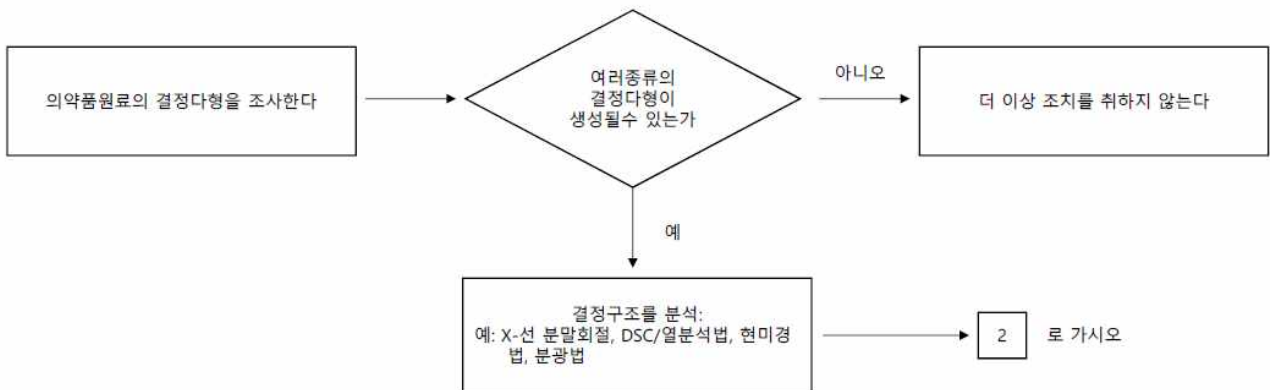 의약품원료의 결정다형을 조사한다
여러종류의
결정다형이
생성될수 있는가
아니오
더 이상 조치를 취하지 않는다
예
결정구조를 분석:
예: X-선 분말회절, DSC/열분석법, 현미경
법, 분광법
2 로 가시오